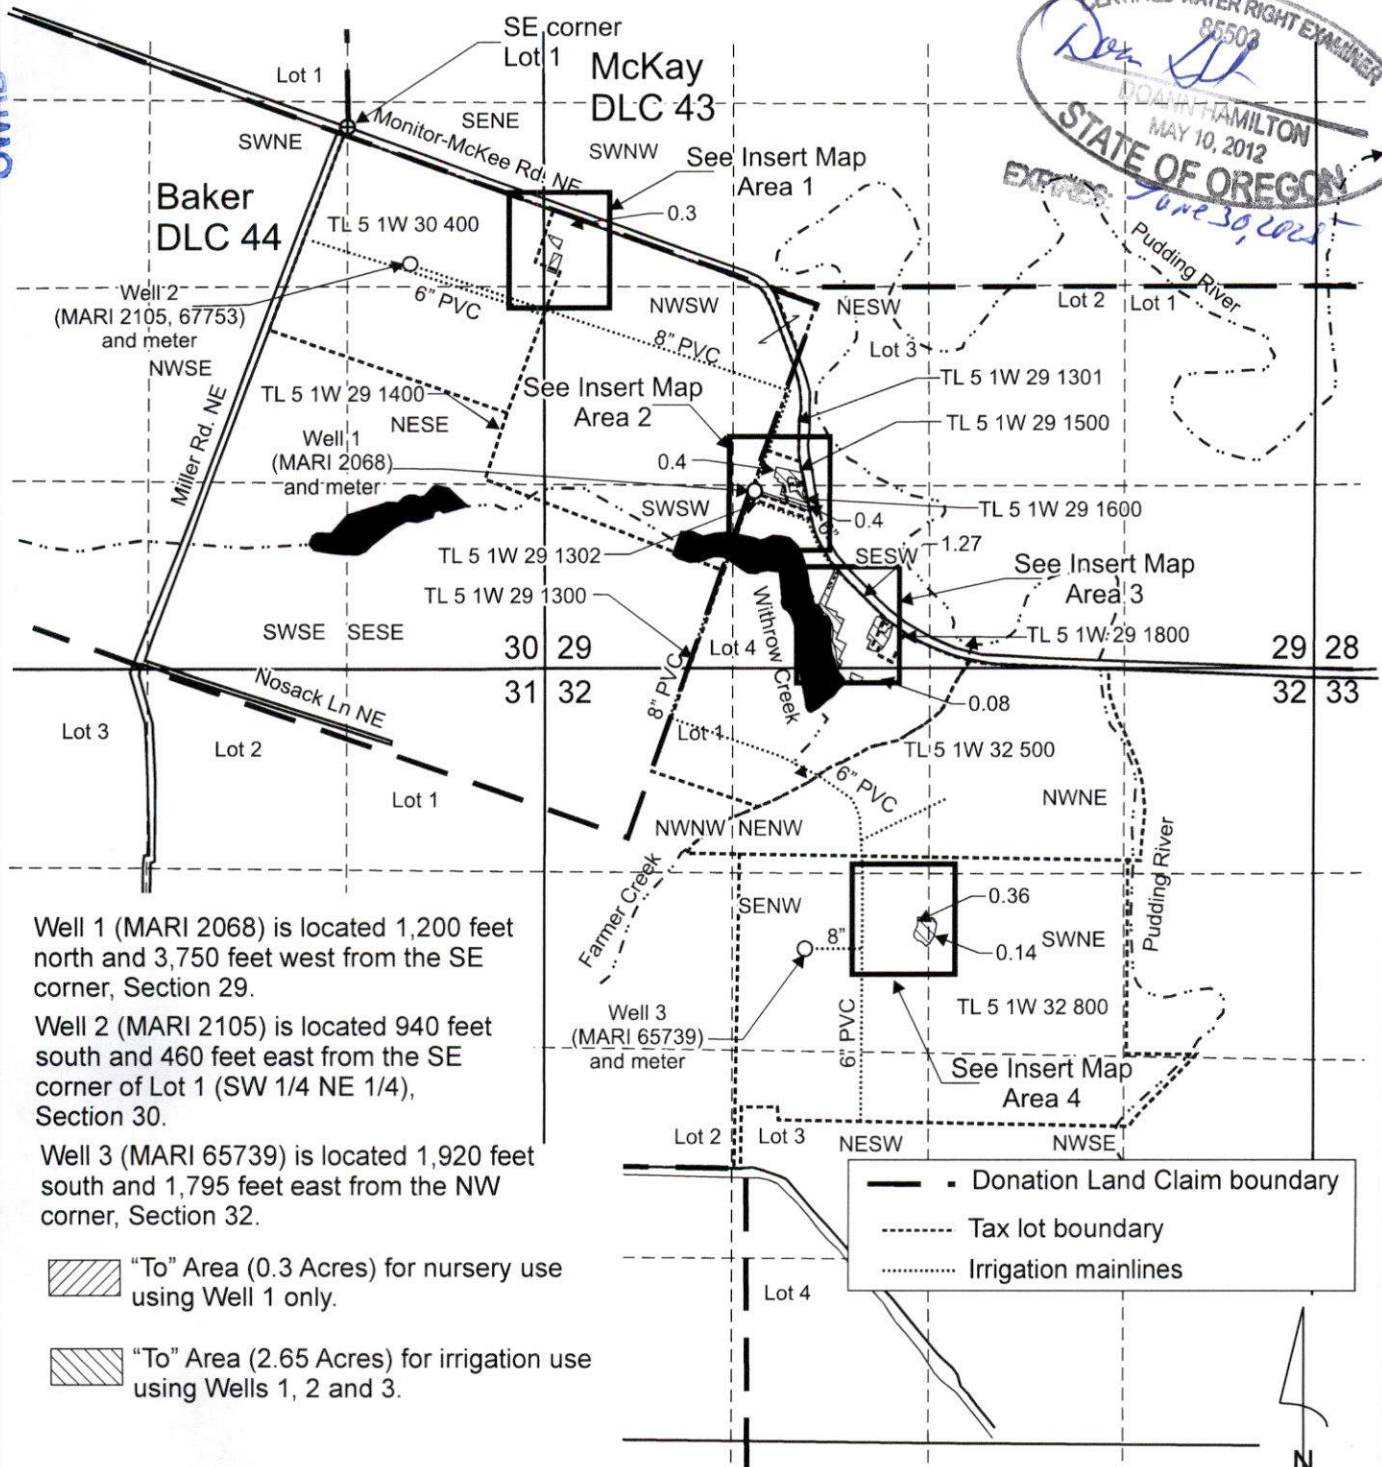 SE corner
Lot 1
Lot 1
McKay
DLC 43
CERTIFIED WATER RIGHT EXAMINER
85503
DOANN HAMILTON
MAY 10, 2012
STATE OF OREGON
EXPIRES: June 30, 2025
SWNE
SENE
Monitor-McKee Rd. NE
SWNW
See Insert Map
Area 1
Baker
DLC 44
TL 5 1W 30 400
0.3
Pudding River
Well 2
(MARI 2105, 67753)
and meter
6” PVC
NWSW
NESW
Lot 2
Lot 1
8” PVC
Lot 3
NWSE
TL 5 1W 29 1301
See Insert Map
Area 2
TL 5 1W 29 1400
NESE
TL 5 1W 29 1500
Miller Rd. NE
Well 1
(MARI 2068)
and meter
0.4
SWSW
TL 5 1W 29 1600
0.4
6”
1.27
SESW
TL 5 1W 29 1302
See Insert Map
Area 3
TL 5 1W 29 1300
Withrow Creek
SWSE
SESE
TL 5 1W 29 1800
30 29
Lot 4
29 28
31 32
32 33
8” PVC
Nosack Ln NE
0.08
Lot 3
Lot 2
Lot 1
TL 5 1W 32 500
6” PVC
Lot 1
NWNE
NWNW
NENW
Pudding River
Farmer Creek
SENW
0.36
8”
SWNE
0.14
TL 5 1W 32 800
Well 3
(MARI 65739)
and meter
6” PVC
See Insert Map
Area 4
Lot 2
Lot 3
NESW
NWSE
Lot 4
Well 1 (MARI 2068) is located 1,200 feet
north and 3,750 feet west from the SE
corner, Section 29.
Well 2 (MARI 2105) is located 940 feet
south and 460 feet east from the SE
corner of Lot 1 (SW 1/4 NE 1/4),
Section 30.
Well 3 (MARI 65739) is located 1,920 feet
south and 1,795 feet east from the NW
corner, Section 32.
“To” Area (0.3 Acres) for nursery use
using Well 1 only.
“To” Area (2.65 Acres) for irrigation use
using Wells 1, 2 and 3.
Donation Land Claim boundary
Tax lot boundary
Irrigation mainlines
N